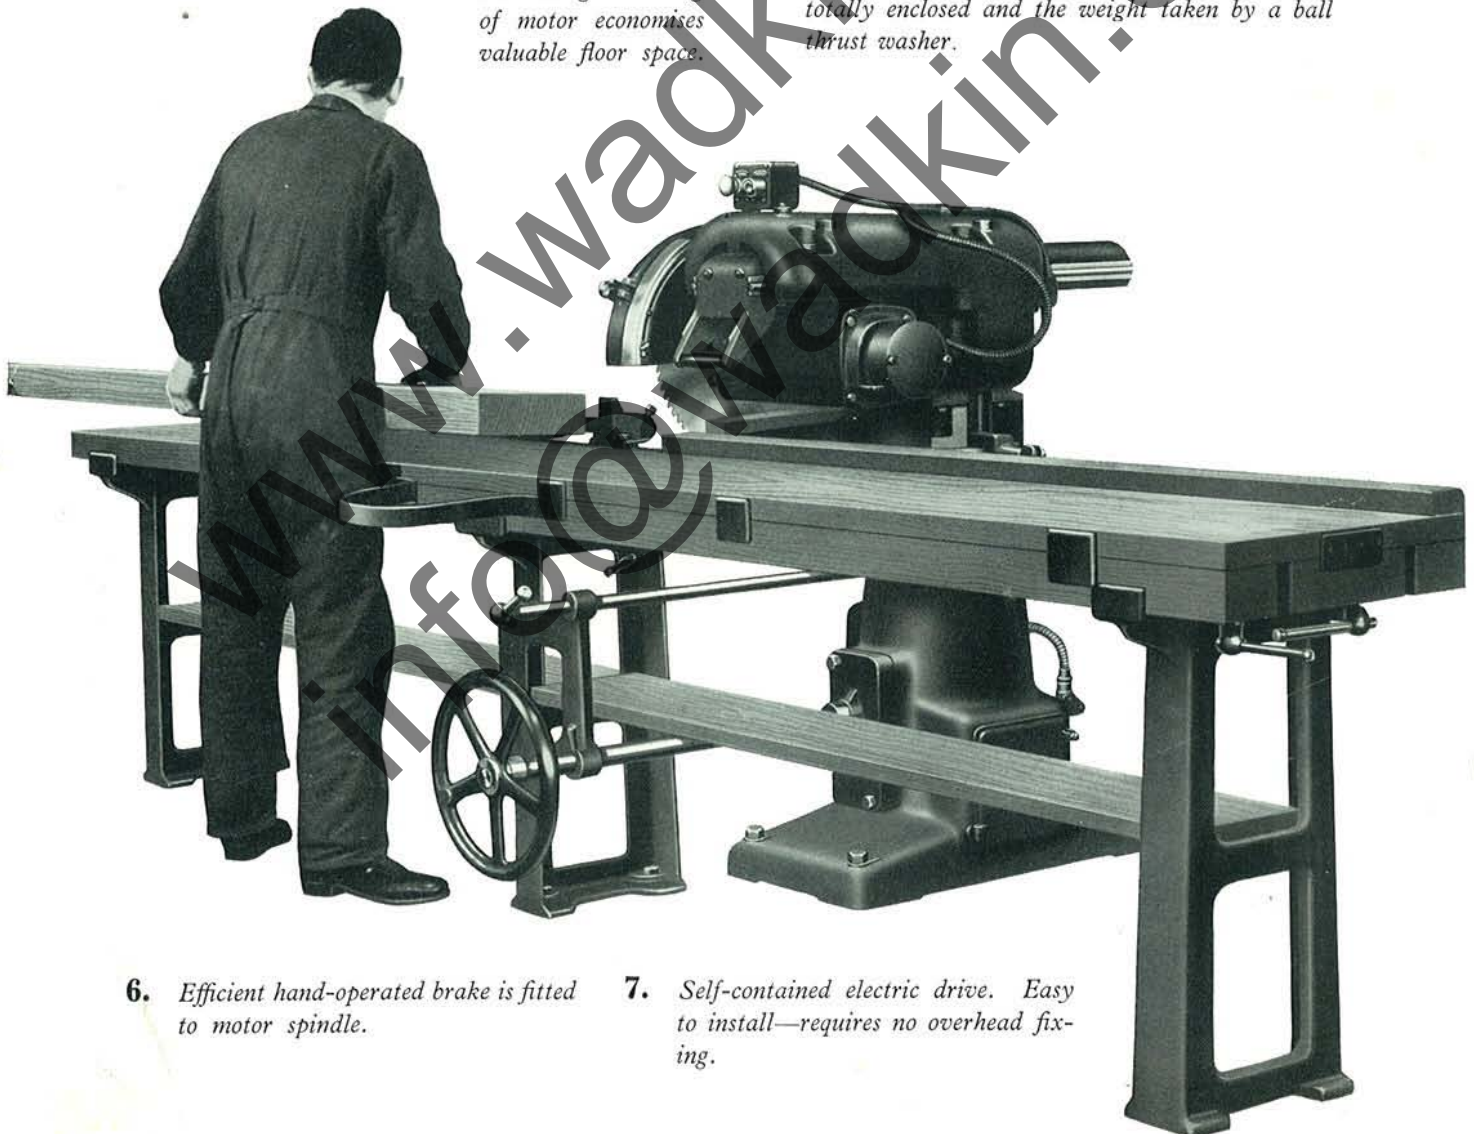 of motor economises
valuable floor space.
totally enclosed and the weight taken by a ball
thrust washer.
www.wadkin.
info@wadkin.
6. Efficient hand-operated brake is fitted
to motor spindle.
7. Self-contained electric drive. Easy
to install—requires no overhead fix-
ing.